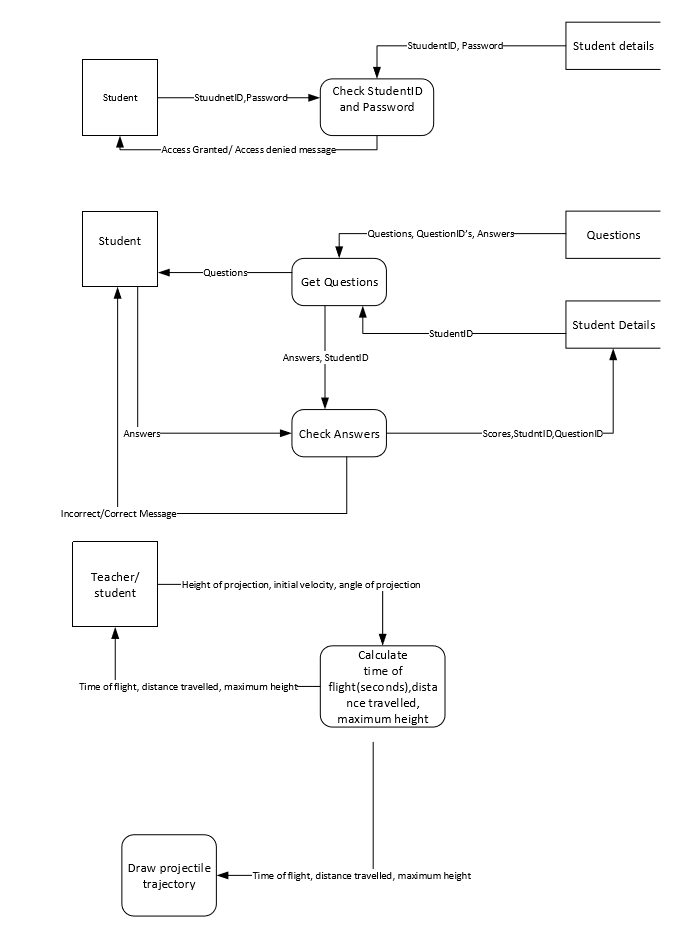 StuudentID, Password
Student details
Student
StuudnetID,Password
Check StudentID
and Password
Access Granted/ Access denied message
Student
Questions, QuestionID's, Answers
Questions
Questions
Get Questions
Student Details
StudentID
Answers, StudentID
Answers
Check Answers
Scores,StudntID,QuestionID
Incorrect/Correct Message
Teacher/
student
Height of projection, initial velocity, angle of projection
Calculate
time of
flight(seconds),dista
nce travelled,
maximum height
Time of flight, distance travelled, maximum height
Draw projectile
trajectory
Time of flight, distance travelled, maximum height